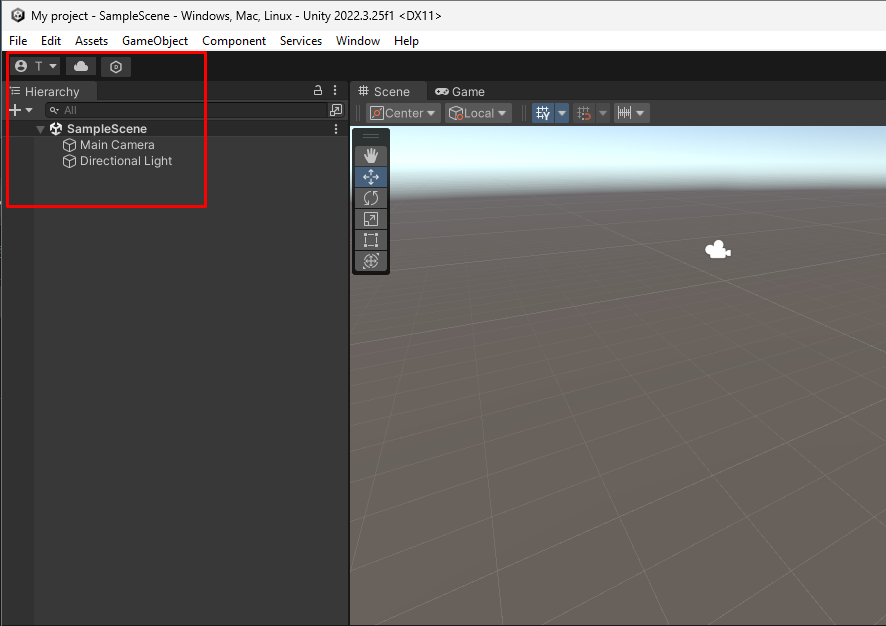 My project - SampleScene - Windows, Mac, Linux - Unity 2022.3.25f1 <DX11>
File Edit Assets GameObject Component Services Window Help
T
Hierarchy
Scene
Game
All
Center
Local
SampleScene
Main Camera
Directional Light